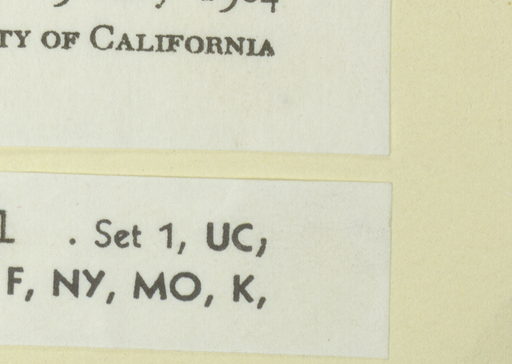 TY OF CALIFORNIA
. Set 1, UC,
F, NY, MO, K,